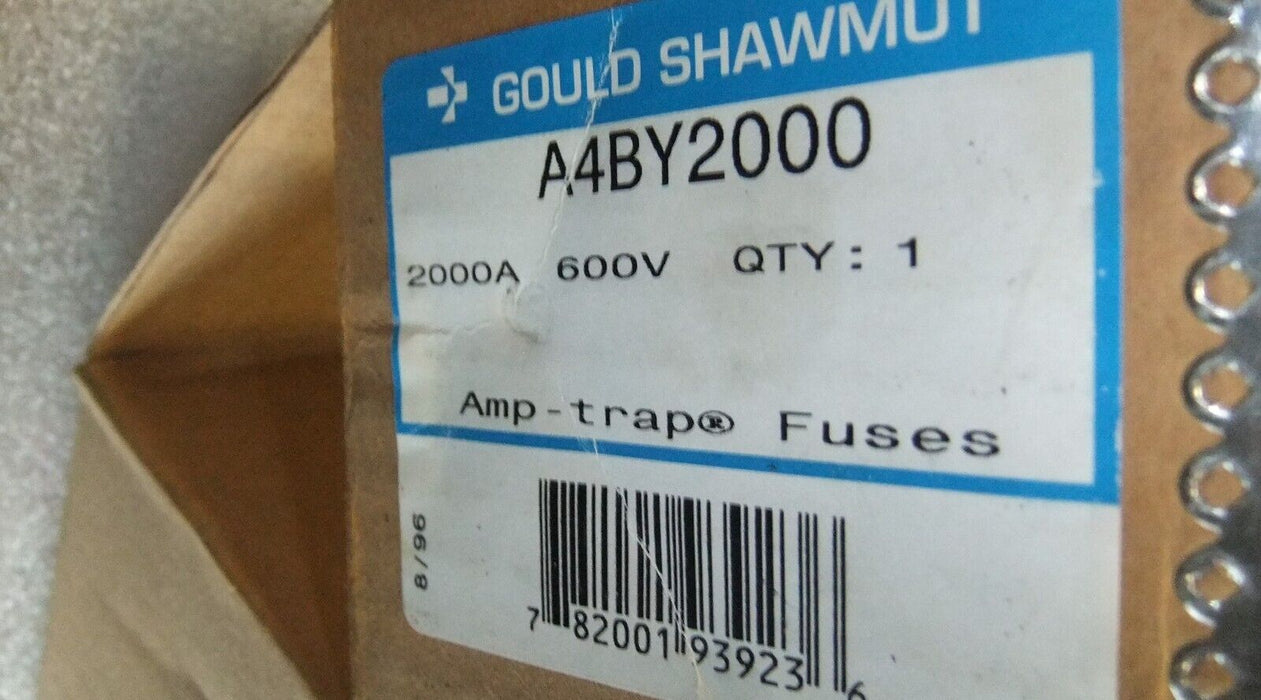 GOULD SHAWMUT
A4BY2000
2000A 600V QTY: 1
Amp-trap® Fuses
8/96
7 82001 93923 6